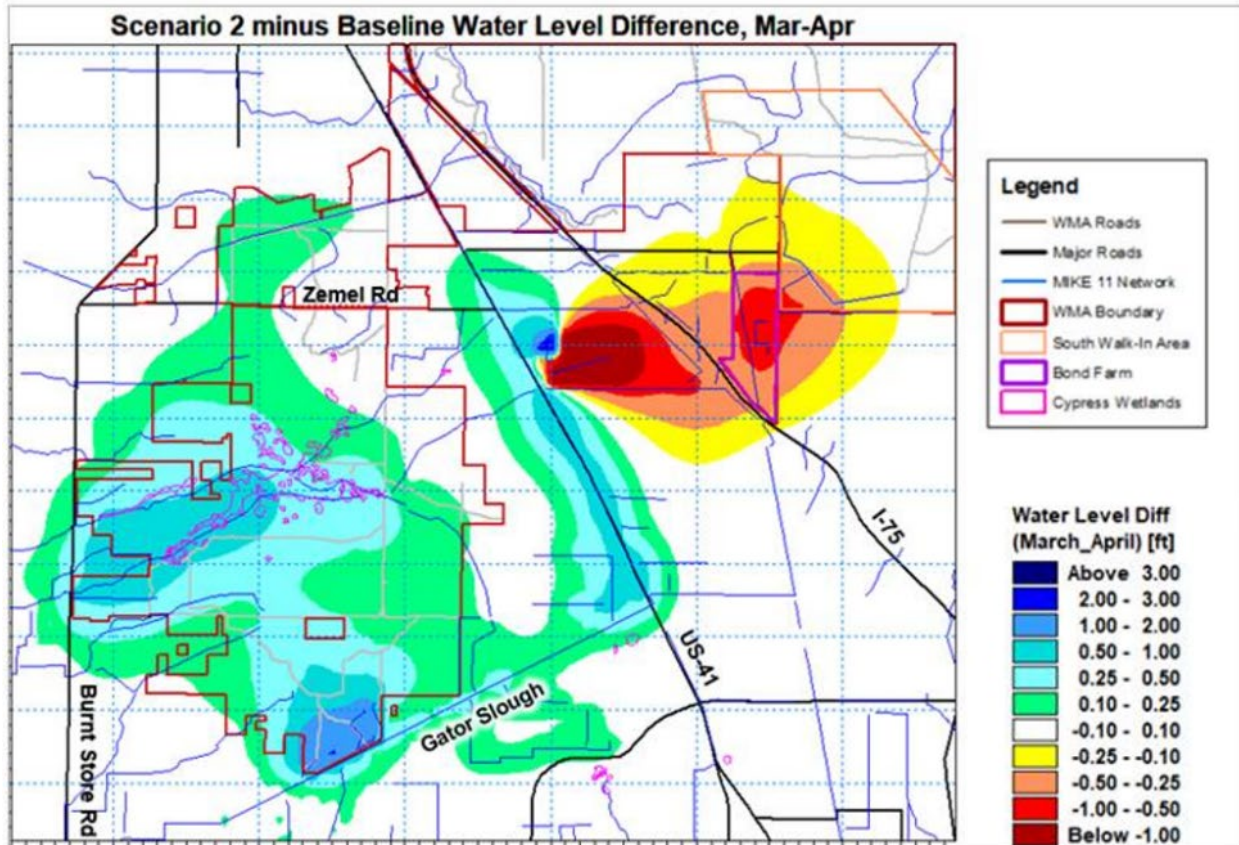 Scenario 2 minus Baseline Water Level Difference, Mar-Apr
Zemel Rd
I-75
US-41
Gator Slough
Burnt Store Rd
Legend
WMA Roads
Major Roads
MIKE 11 Network
WMA Boundary
South Walk-In Area
Bond Farm
Cypress Wetlands
Water Level Diff
(March_April) [ft]
Above 3.00
2.00 - 3.00
1.00 - 2.00
0.50 - 1.00
0.25 - 0.50
0.10 - 0.25
-0.10 - 0.10
-0.25 - -0.10
-0.50 - -0.25
-1.00 - -0.50
Below -1.00